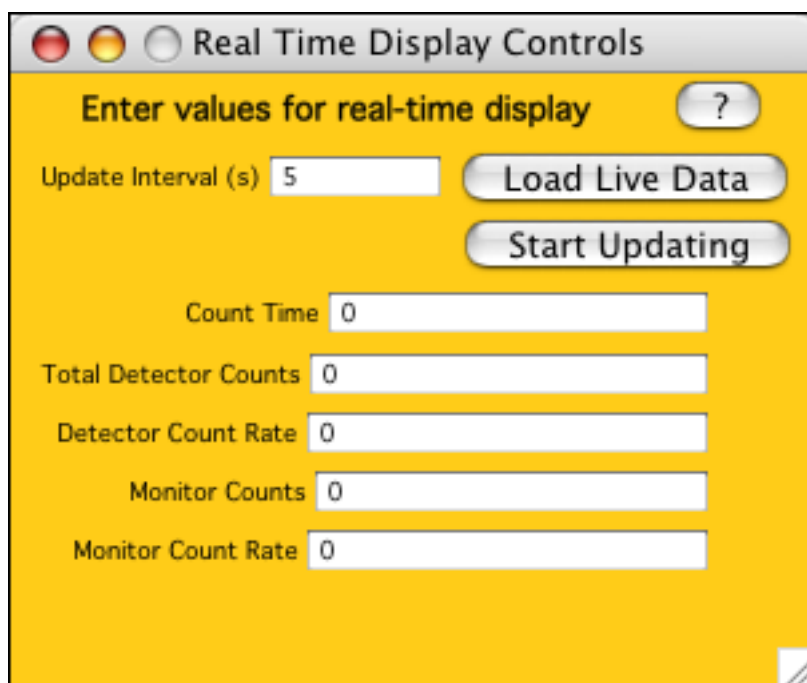 Real Time Display Controls
Enter values for real-time display ?
Update Interval (s) 5 Load Live Data
Start Updating
Count Time 0
Total Detector Counts 0
Detector Count Rate 0
Monitor Counts 0
Monitor Count Rate 0